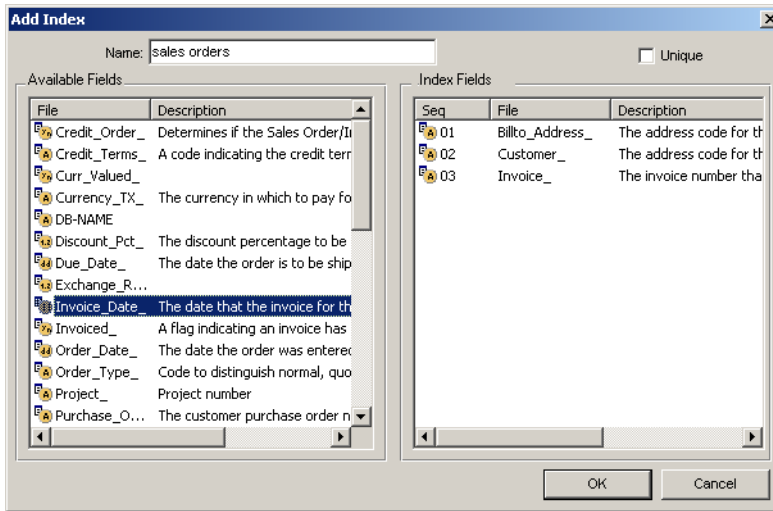 Add Index
Name: sales orders
Unique
Available Fields
File Description
Credit_Order_ Determines if the Sales Order/I
Credit_Terms_ A code indicating the credit terr
Curr_Valued_
Currency_TX_ The currency in which to pay fo
DB-NAME
Discount_Pct_ The discount percentage to be
Due_Date_ The date the order is to be ship
Exchange_R...
Invoice_Date_ The date that the invoice for th
Invoiced_ A flag indicating an invoice has
Order_Date_ The date the order was entered
Order_Type_ Code to distinguish normal, quo
Project_ Project number
Purchase_O... The customer purchase order n
Index Fields
Seq File Description
01 Billto_Address_ The address code for th
02 Customer_ The address code for th
03 Invoice_ The invoice number tha
OK Cancel